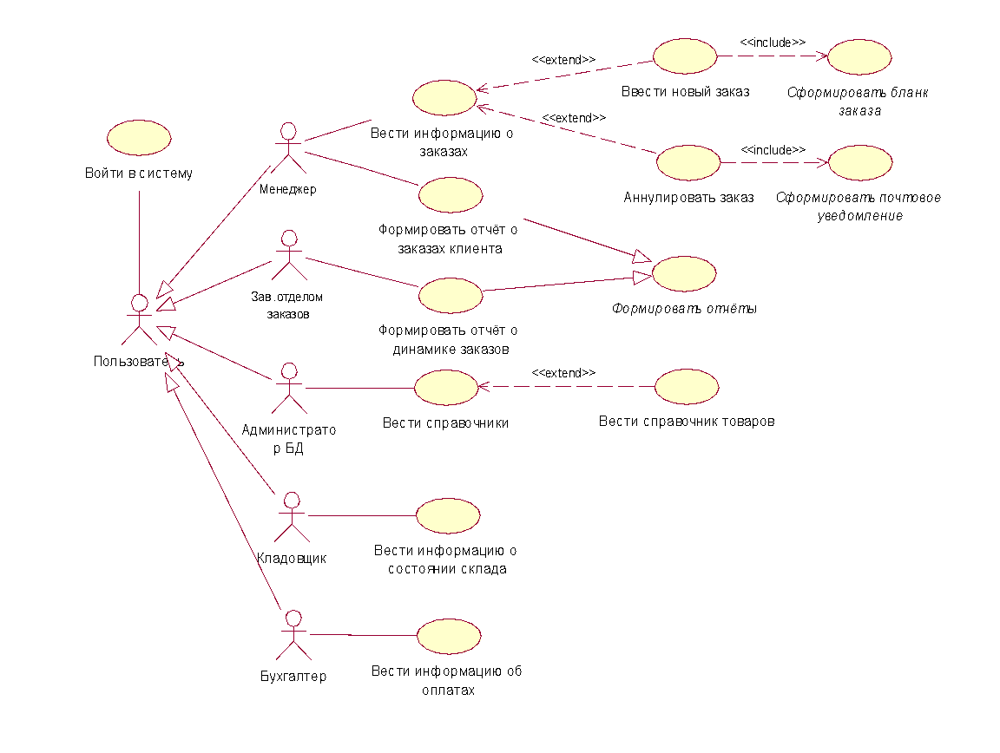 <<include>>
<<extend>>
Ввести новый заказ
Сформировать бланк
заказа
<<extend>>
Вести информацию о
заказах
<<include>>
Войти в систему
Менеджер
Аннулировать заказ
Сформировать почтовое
уведомление
Формировать отчёт о
заказах клиента
Зав.отделом
заказов
Формировать отчёты
Формировать отчёт о
динамике заказов
Пользователь
<<extend>>
Администрато
р БД
Вести справочники
Вести справочник товаров
Кладовщик
Вести информацию о
состоянии склада
Бухгалтер
Вести информацию об
оплатах